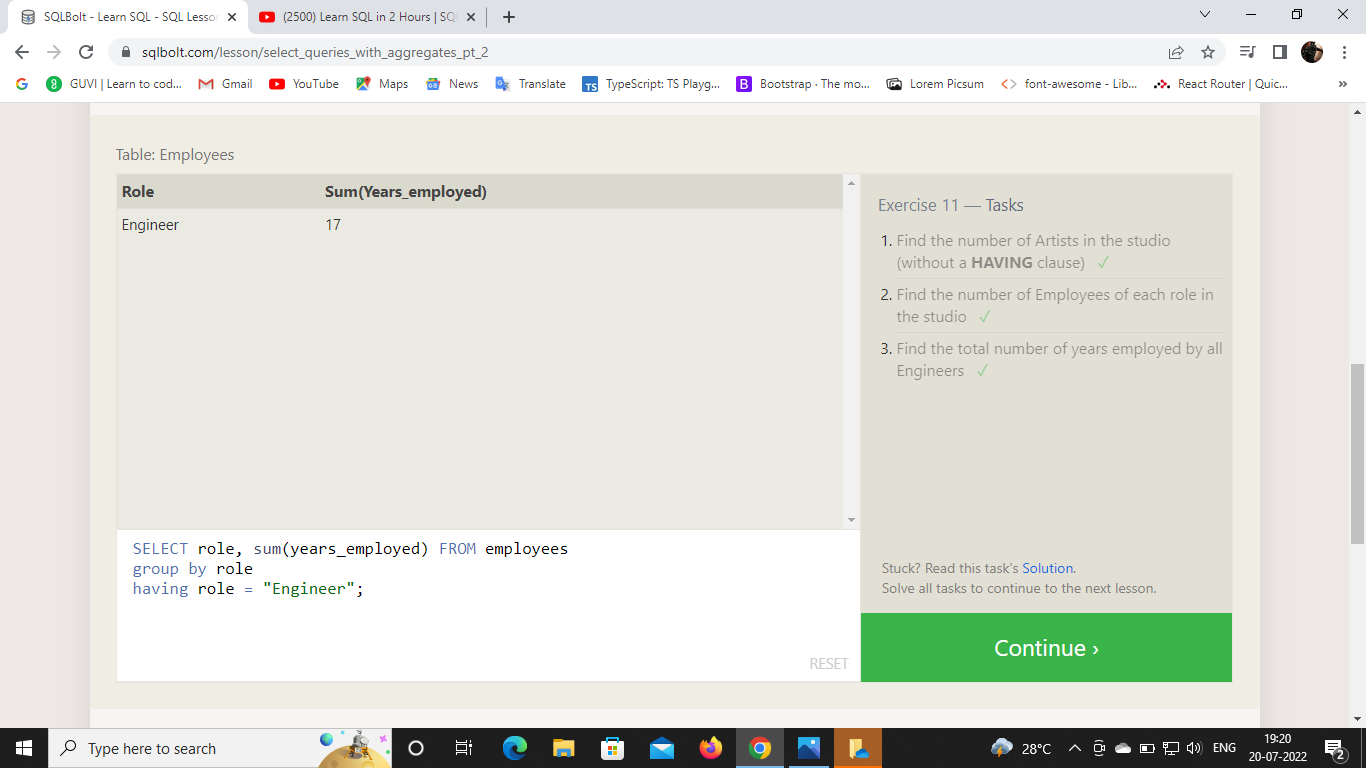 SQLBolt - Learn SQL - SQL Lesson
(2500) Learn SQL in 2 Hours | SQ
sqlbolt.com/lesson/select_queries_with_aggregates_pt_2
G
GUVI | Learn to cod...
Gmail
YouTube
Maps
News
Translate
TS
TypeScript: TS Playg...
B
Bootstrap · The mo...
Lorem Picsum
font-awesome - Lib...
React Router | Quic...
»
Table: Employees
Role Sum(Years_employed)
Engineer 17
Exercise 11 — Tasks
1. Find the number of Artists in the studio
(without a HAVING clause) ✓
2. Find the number of Employees of each role in
the studio ✓
3. Find the total number of years employed by all
Engineers ✓
SELECT role, sum(years_employed) FROM employees
group by role
having role = "Engineer";
RESET
Stuck? Read this task's Solution.
Solve all tasks to continue to the next lesson.
Continue ›
Type here to search
28°C
ENG
19:20
20-07-2022
2